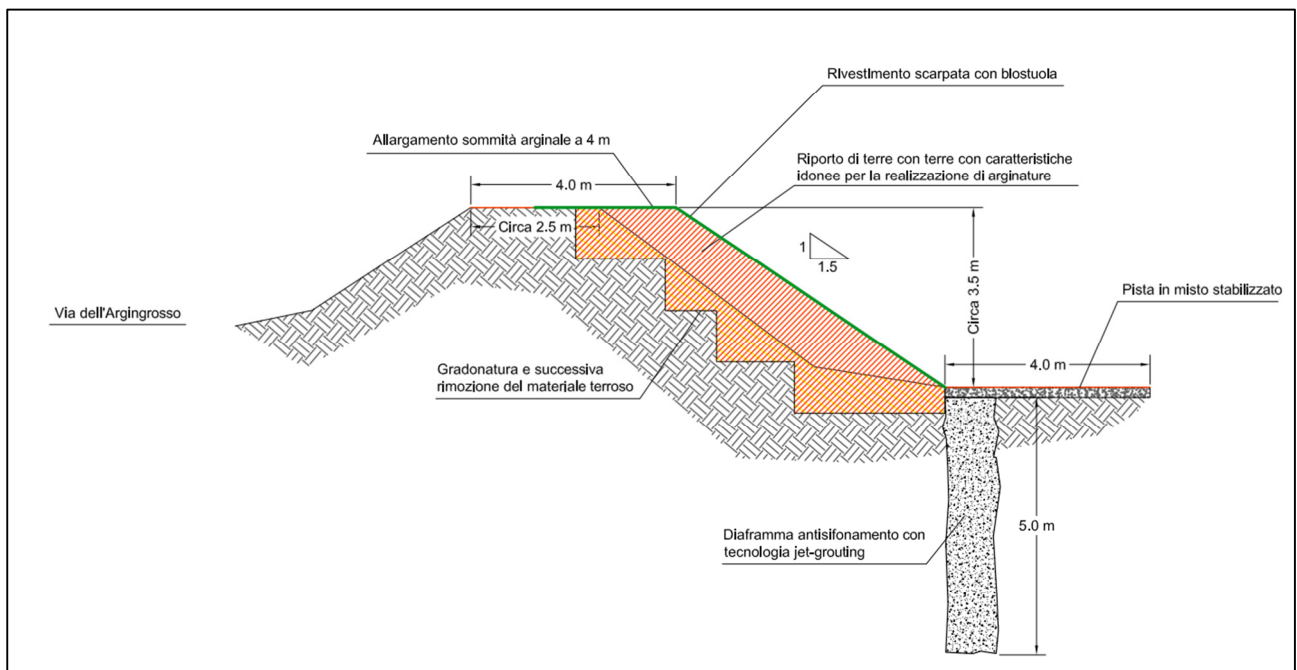 Rivestimento scarpata con biostuola
Allargamento sommità arginale a 4 m
Riporto di terre con terre con caratteristiche
idonee per la realizzazione di arginature
4.0 m
Circa 2.5 m
1
1.5
Circa 3.5 m
Pista in misto stabilizzato
Via dell'Argingrosso
4.0 m
Gradonatura e successiva
rimozione del materiale terroso
Diaframma antisifonamento con
tecnologia jet-grouting
5.0 m